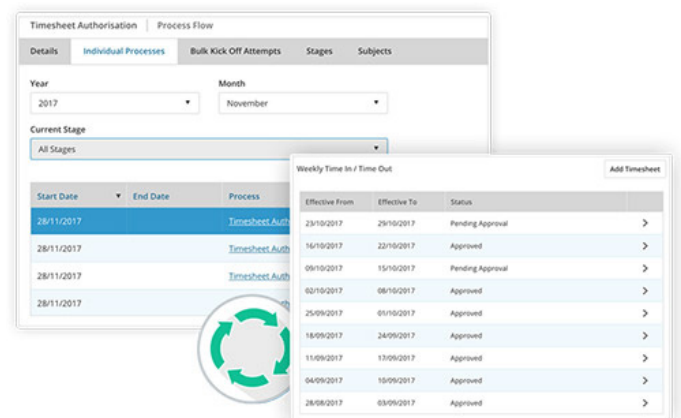 Timesheet Authorisation Process Flow
Details Individual Processes Bulk Kick Off Attempts Stages Subjects
Year Month
2017 November
Current Stage
All Stages
Start Date End Date Process
28/11/2017 Timesheet Auth
28/11/2017 Timesheet Auth
28/11/2017 Timesheet Auth
28/11/2017
Weekly Time In / Time Out Add Timesheet
Effective From Effective To Status
23/10/2017 29/10/2017 Pending Approval
16/10/2017 22/10/2017 Approved
09/10/2017 15/10/2017 Pending Approval
02/10/2017 08/10/2017 Approved
25/09/2017 01/10/2017 Approved
18/09/2017 24/09/2017 Approved
11/09/2017 17/09/2017 Approved
04/09/2017 10/09/2017 Approved
28/08/2017 03/09/2017 Approved